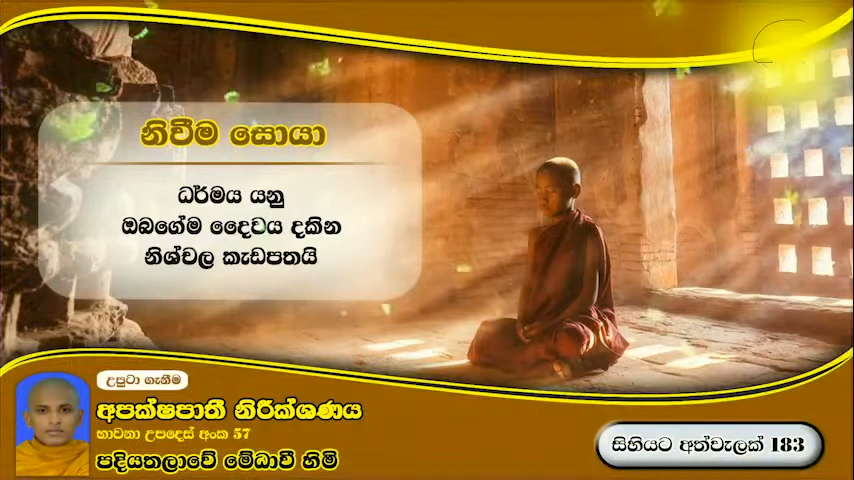 නිවීම සොයා
ධර්මය යනු
ඔබගේම දෛවය දකින
නිශ්චල කැඩපතයි
උපුටා ගැනීම
අපක්ෂපාතී නිරීක්ශණය
භාවනා උපදෙස් අංක 57
පදියතලාවේ මේධාවී හිමි
සිහියට අත්වැලක් 183